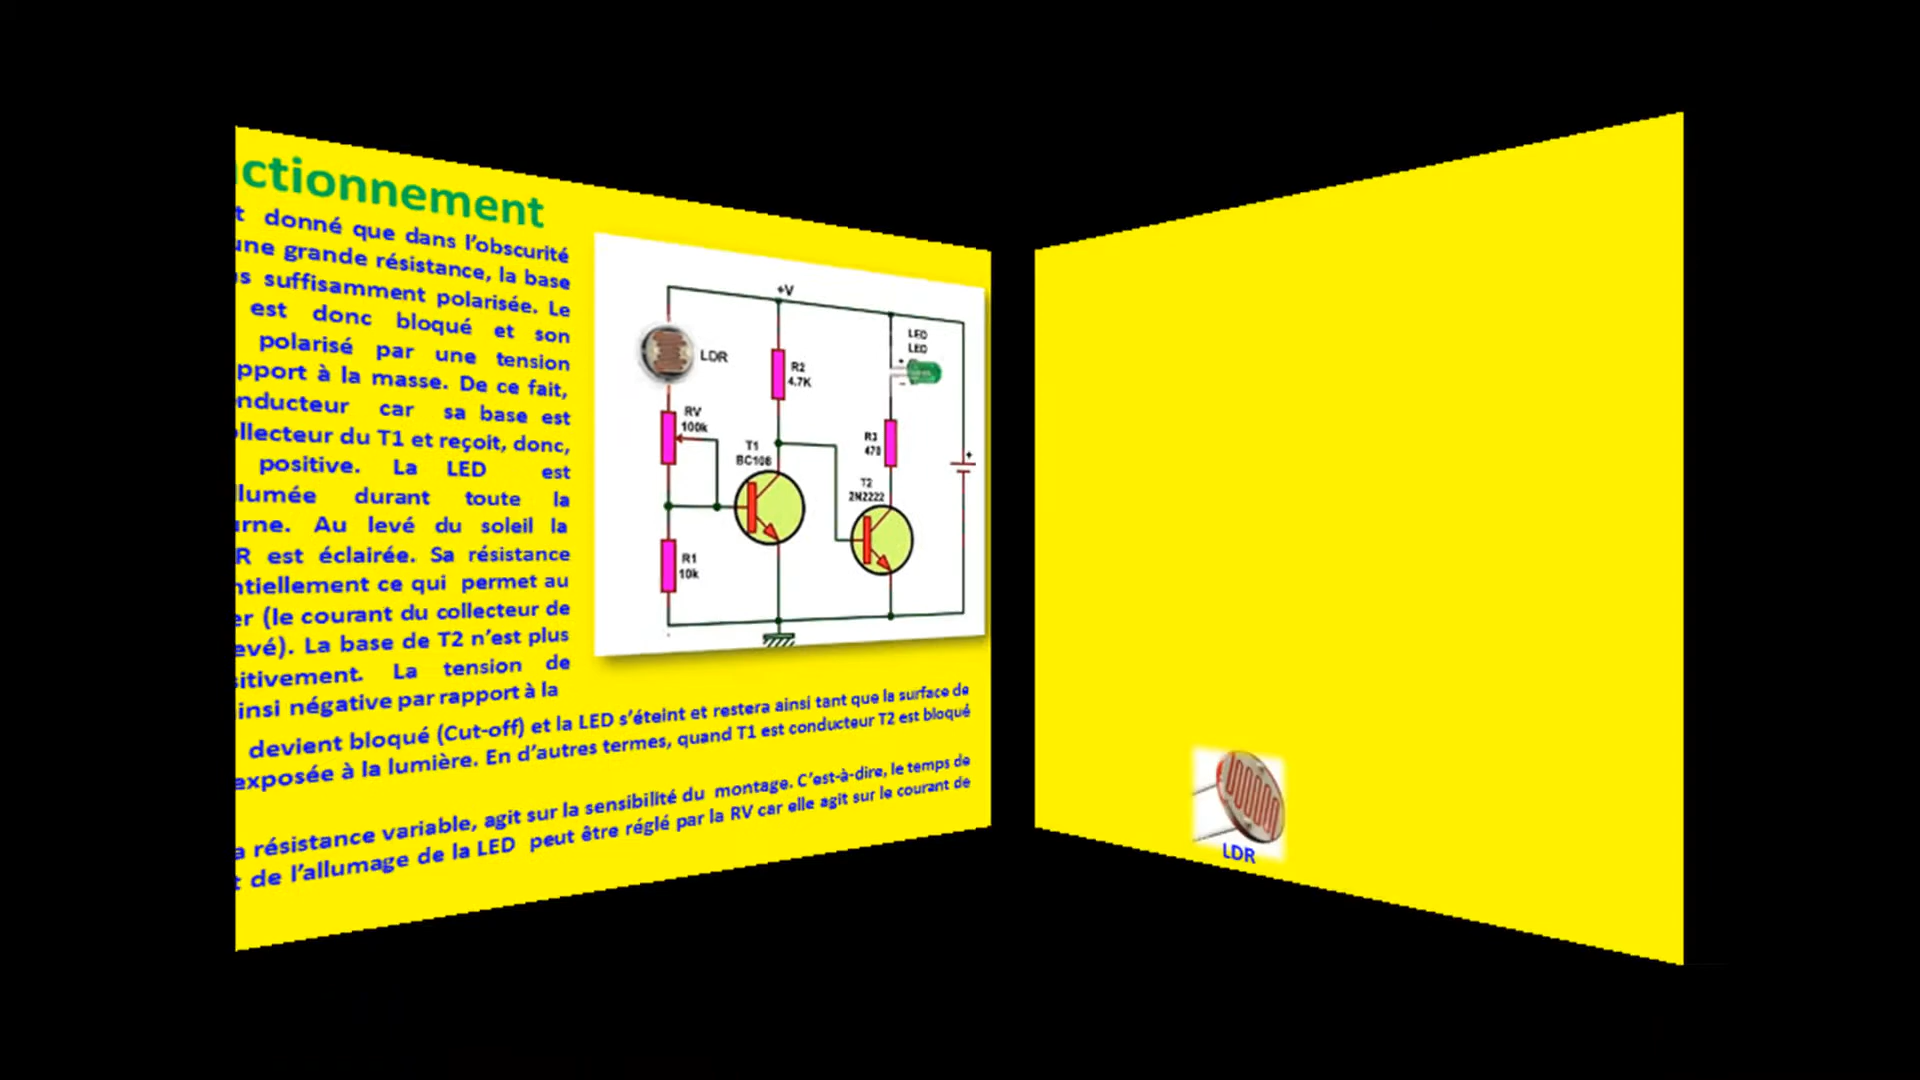 ctionnement
t donné que dans l'obscurité
une grande résistance, la base
s suffisamment polarisée. Le
est donc bloqué et son
polarisé par une tension
pport à la masse. De ce fait,
nducteur car sa base est
llecteur du T1 et reçoit, donc,
positive. La LED est
lumée durant toute la
rne. Au levé du soleil la
R est éclairée. Sa résistance
ntiellement ce qui permet au
er (le courant du collecteur de
evé). La base de T2 n'est plus
sitivement. La tension de
insi négative par rapport à la
devient bloqué (Cut-off) et la LED s'éteint et restera ainsi tant que la surface de
exposée à la lumière. En d'autres termes, quand T1 est conducteur T2 est bloqué
a résistance variable, agit sur la sensibilité du montage. C'est-à-dire, le temps de
t de l'allumage de la LED peut être réglé par la RV car elle agit sur le courant de
+V
LDR
RV
100k
R1
10k
R2
4.7K
T1
BC108
LED
LED
+
−
R3
470
T2
2N2222
+
LDR